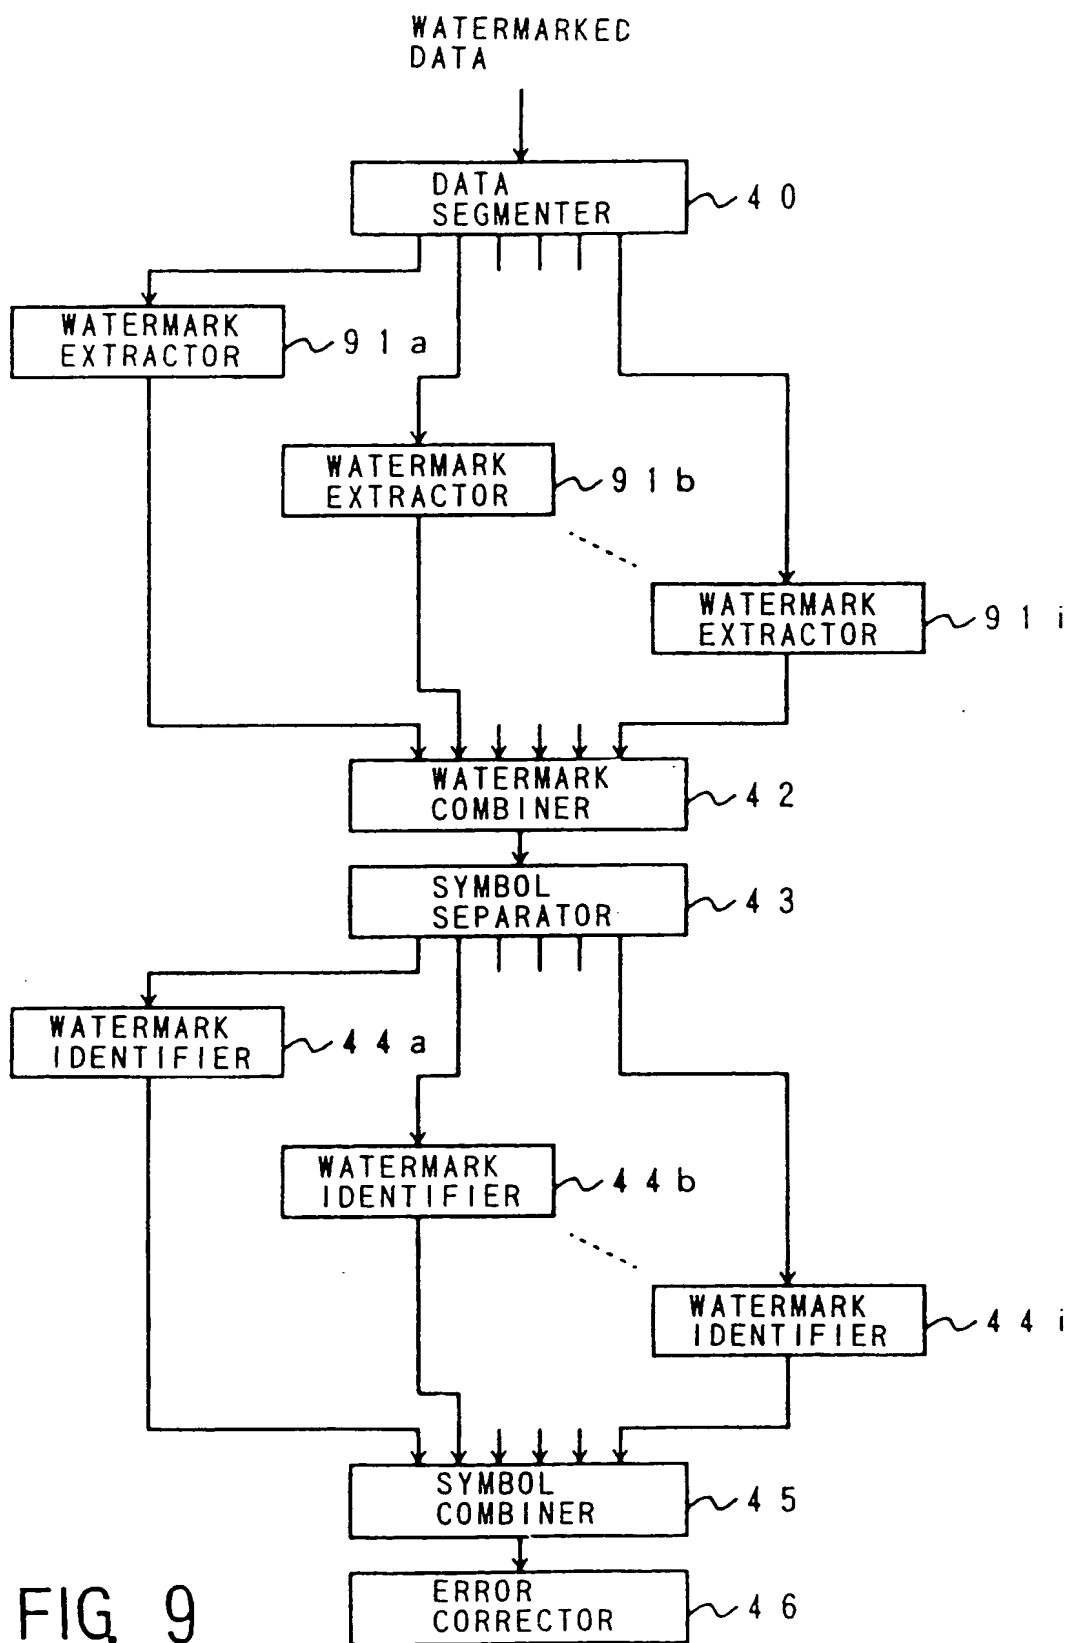 WATERMARKED
DATA
DATA
SEGMENTER
40
WATERMARK
EXTRACTOR
91a
WATERMARK
EXTRACTOR
91b
WATERMARK
EXTRACTOR
91i
WATERMARK
COMBINER
42
SYMBOL
SEPARATOR
43
WATERMARK
IDENTIFIER
44a
WATERMARK
IDENTIFIER
44b
WATERMARK
IDENTIFIER
44i
SYMBOL
COMBINER
45
ERROR
CORRECTOR
46
FIG. 9